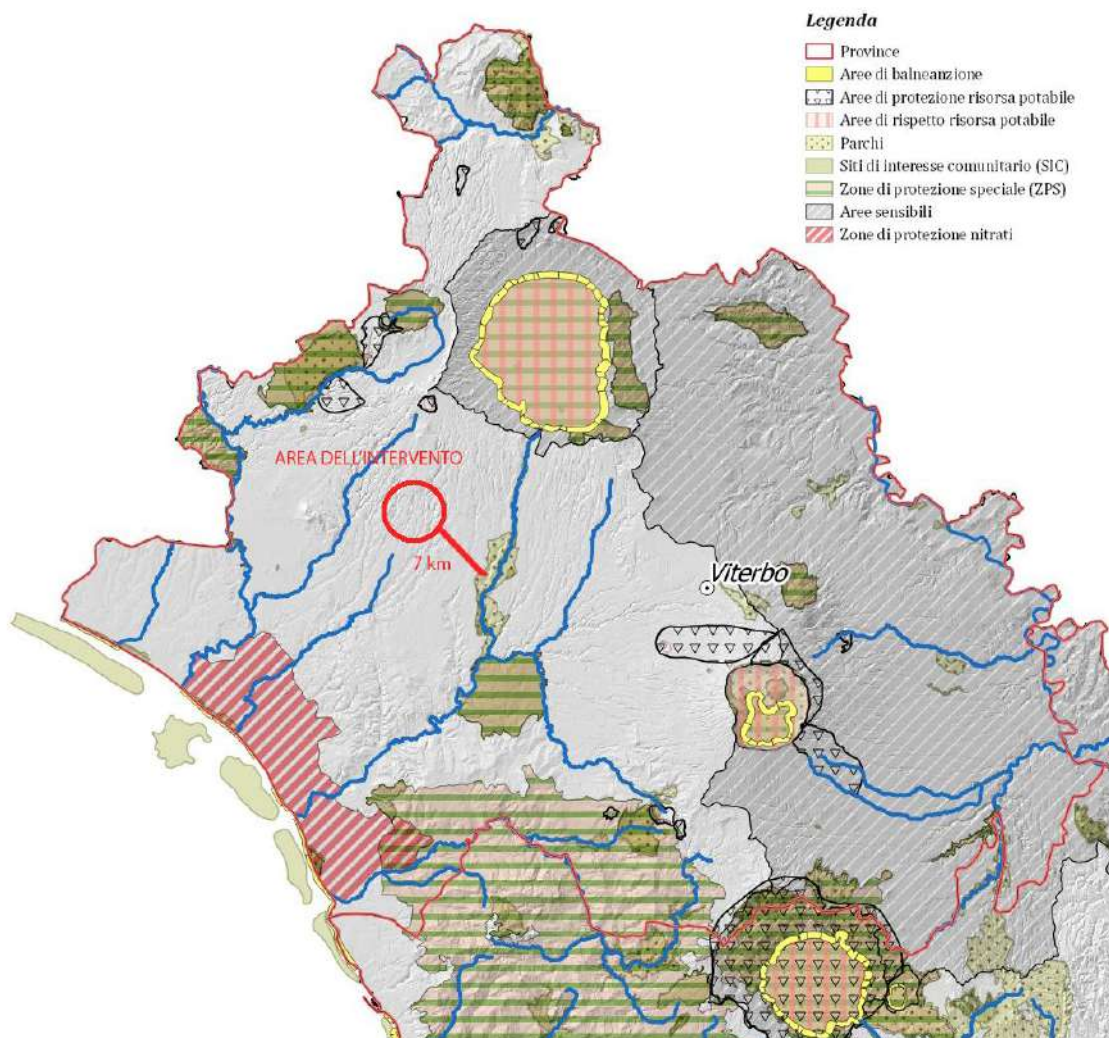 Legenda
Province
Aree di balneanzione
Aree di protezione risorsa potabile
Aree di rispetto risorsa potabile
Parchi
Siti di interesse comunitario (SIC)
Zone di protezione speciale (ZPS)
Aree sensibili
Zone di protezione nitrati
AREA DELL'INTERVENTO
7 km
Viterbo